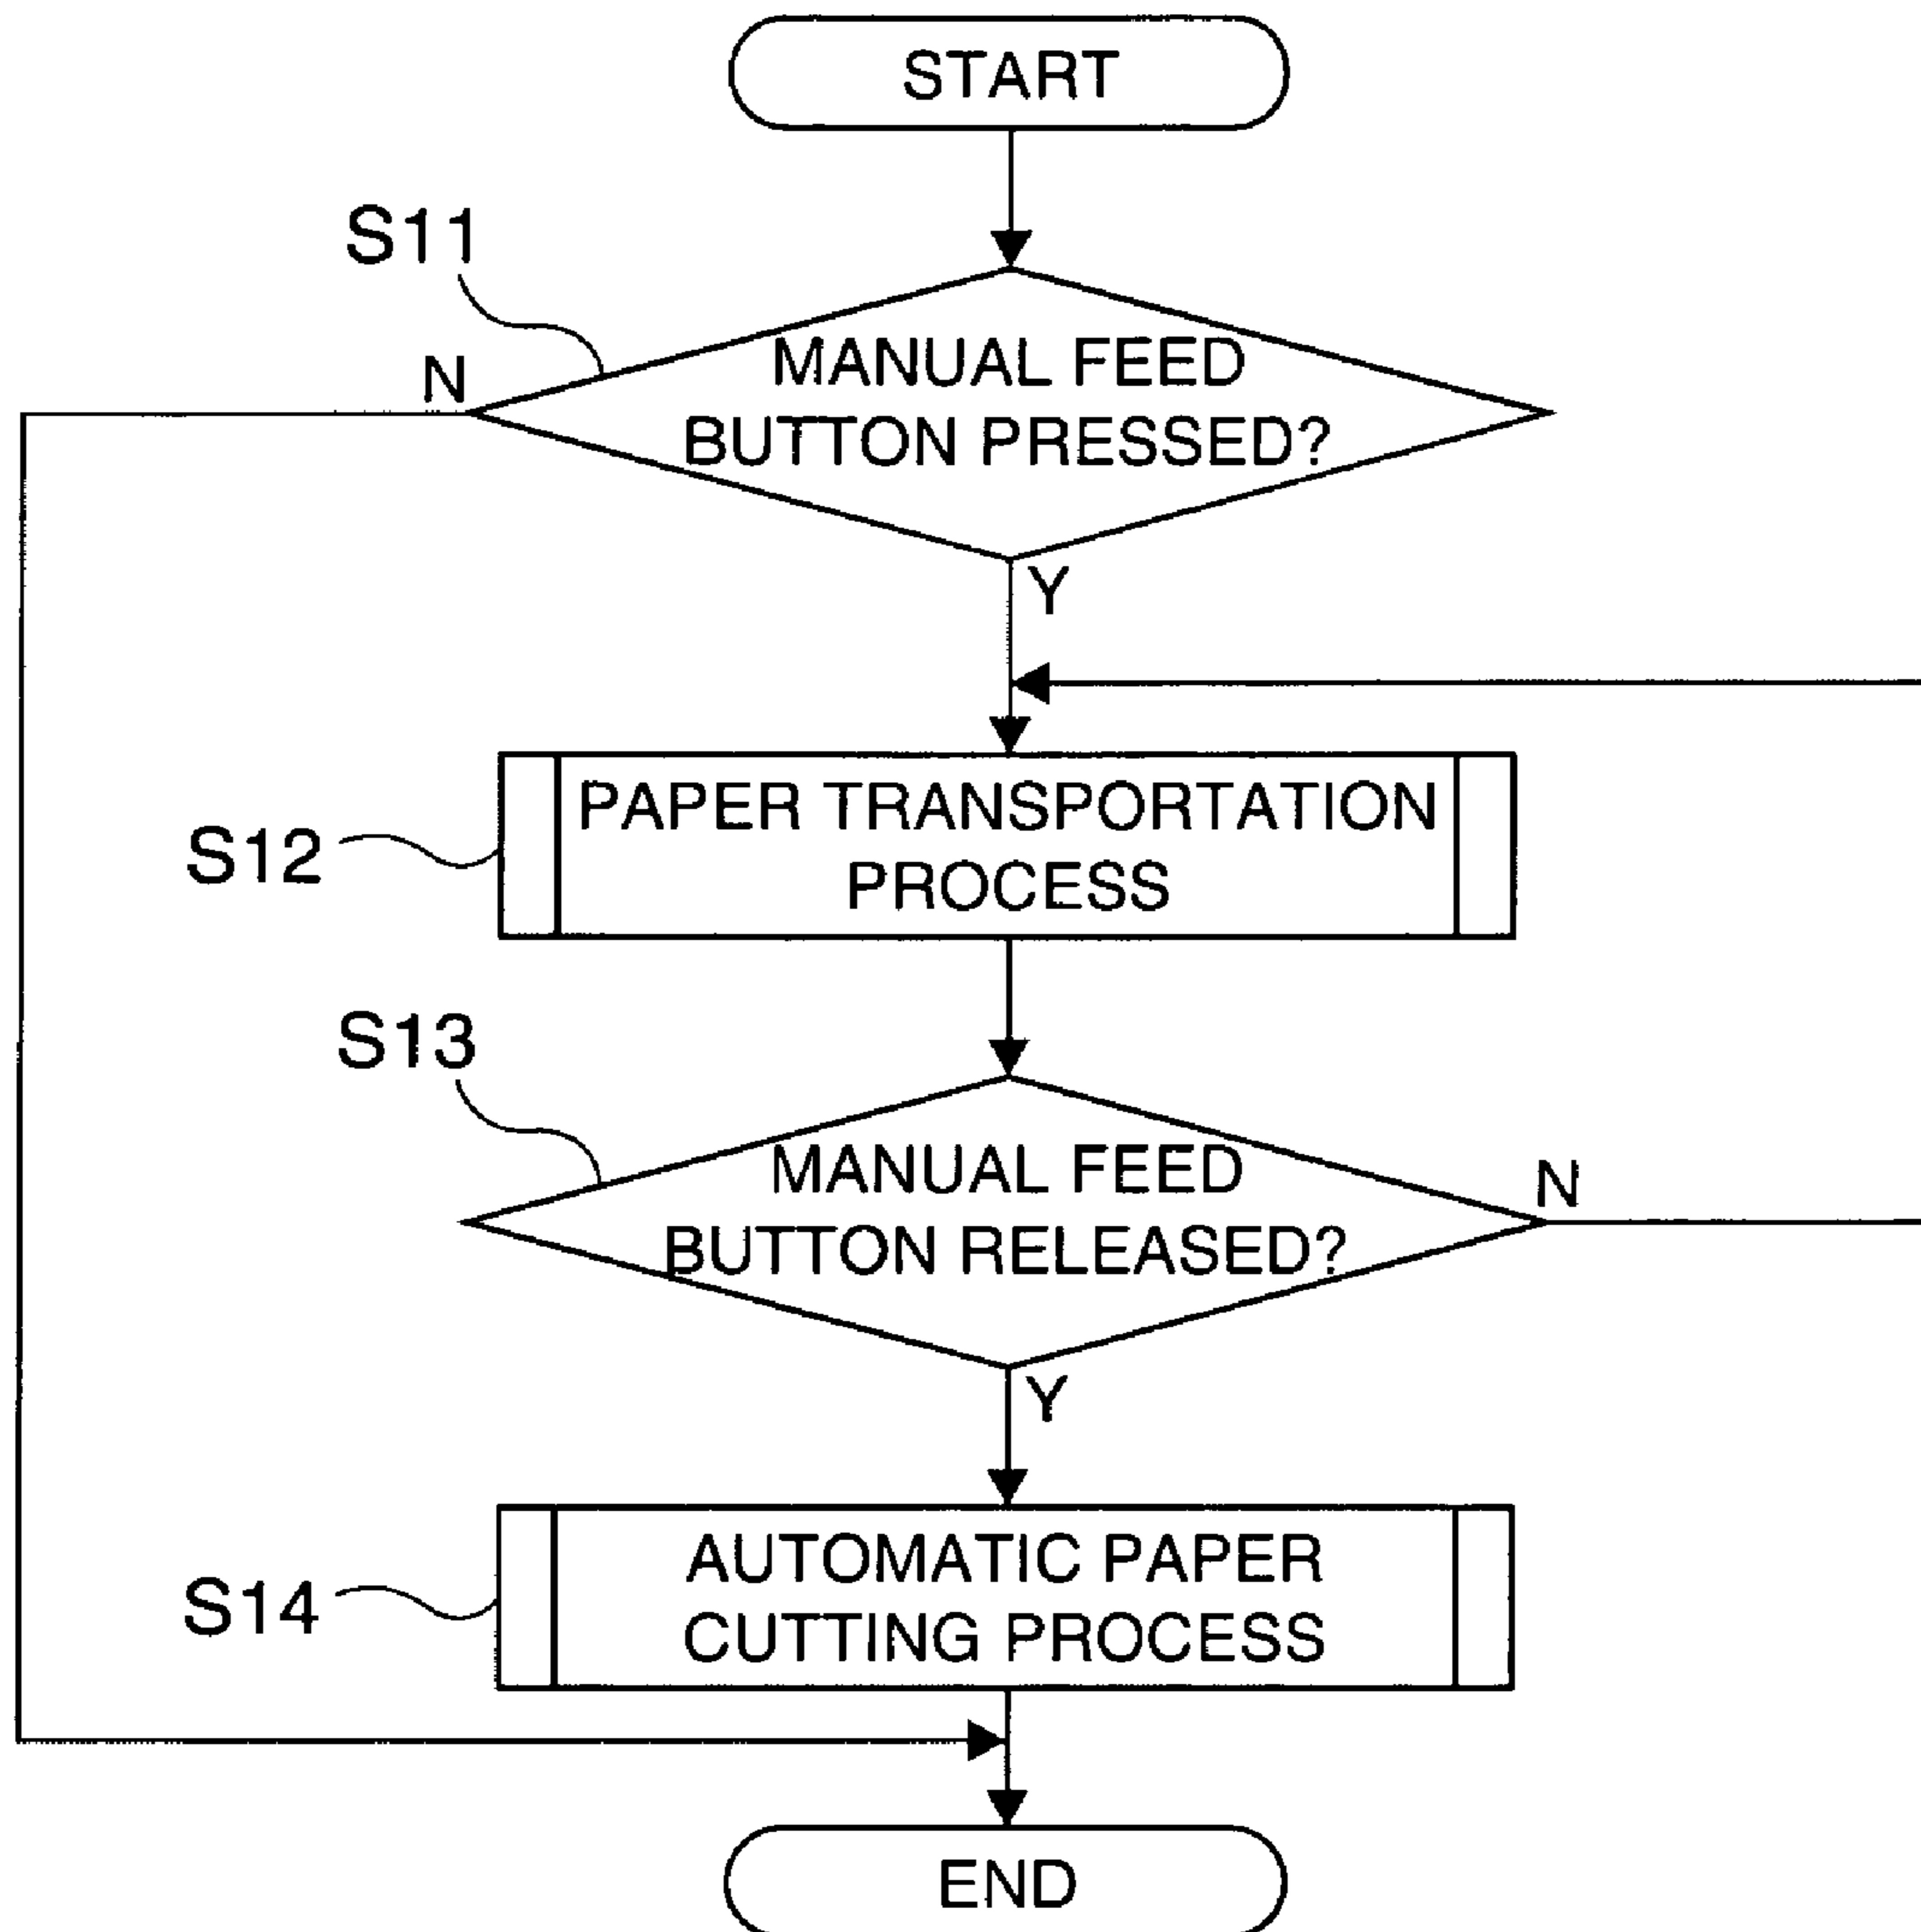 START
S11
N
MANUAL FEED
BUTTON PRESSED?
Y
S12
PAPER TRANSPORTATION
PROCESS
S13
MANUAL FEED
BUTTON RELEASED?
N
Y
S14
AUTOMATIC PAPER
CUTTING PROCESS
END